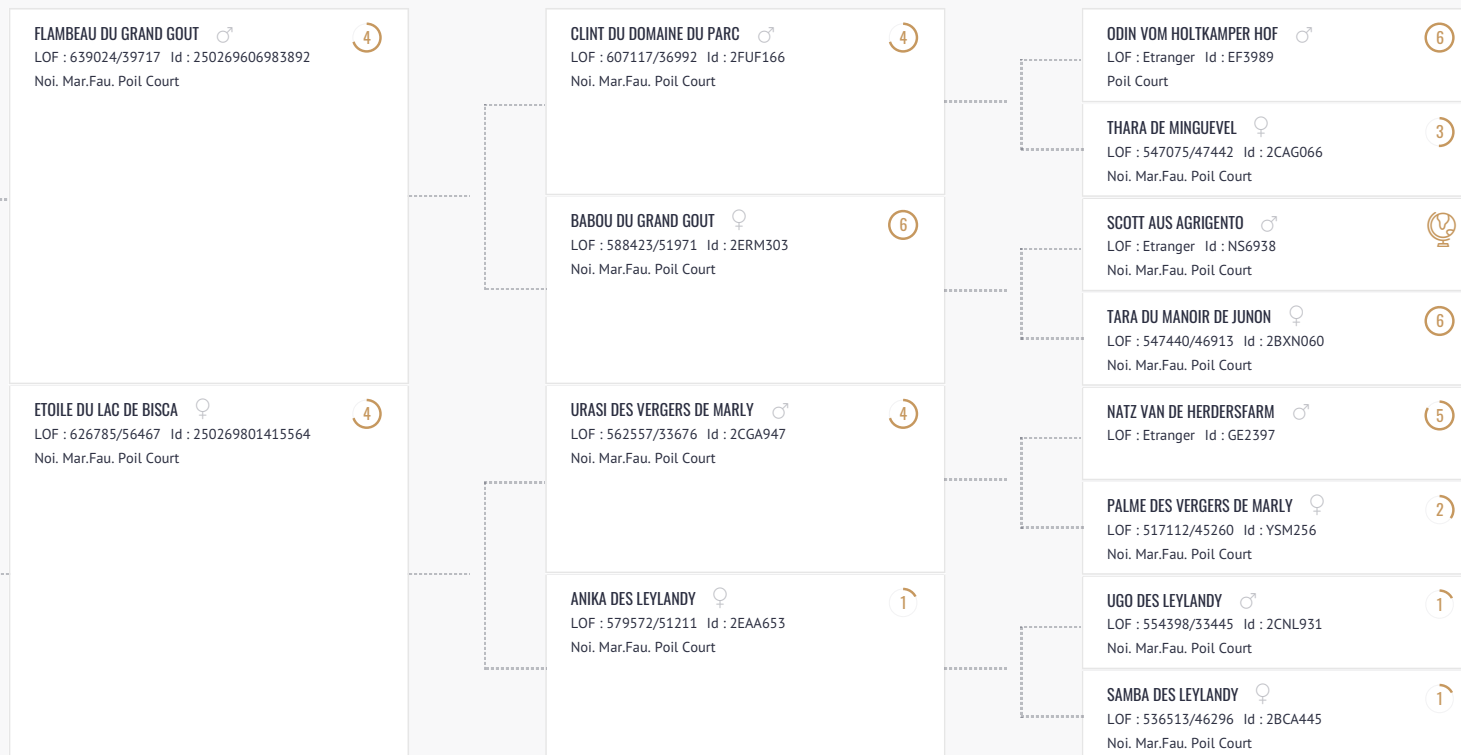 FLAMBEAU DU GRAND GOUT
4
LOF : 639024/39717 Id : 250269606983892
Noi. Mar.Fau. Poil Court
ETOILE DU LAC DE BISCA
4
LOF : 626785/56467 Id : 250269801415564
Noi. Mar.Fau. Poil Court
CLINT DU DOMAINE DU PARC
4
LOF : 607117/36992 Id : 2FUF166
Noi. Mar.Fau. Poil Court
BABOU DU GRAND GOUT
6
LOF : 588423/51971 Id : 2ERM303
Noi. Mar.Fau. Poil Court
URASI DES VERGERS DE MARLY
4
LOF : 562557/33676 Id : 2CGA947
Noi. Mar.Fau. Poil Court
ANIKA DES LEYLANDY
1
LOF : 579572/51211 Id : 2EAA653
Noi. Mar.Fau. Poil Court
ODIN VOM HOLTKAMPER HOF
6
LOF : Etranger Id : EF3989
Poil Court
THARA DE MINGUEVEL
3
LOF : 547075/47442 Id : 2CAG066
Noi. Mar.Fau. Poil Court
SCOTT AUS AGRIGENTO
LOF : Etranger Id : NS6938
Noi. Mar.Fau. Poil Court
TARA DU MANOIR DE JUNON
6
LOF : 547440/46913 Id : 2BXN060
Noi. Mar.Fau. Poil Court
NATZ VAN DE HERDERSFARM
5
LOF : Etranger Id : GE2397
PALME DES VERGERS DE MARLY
2
LOF : 517112/45260 Id : YSM256
Noi. Mar.Fau. Poil Court
UGO DES LEYLANDY
1
LOF : 554398/33445 Id : 2CNL931
Noi. Mar.Fau. Poil Court
SAMBA DES LEYLANDY
1
LOF : 536513/46296 Id : 2BCA445
Noi. Mar.Fau. Poil Court